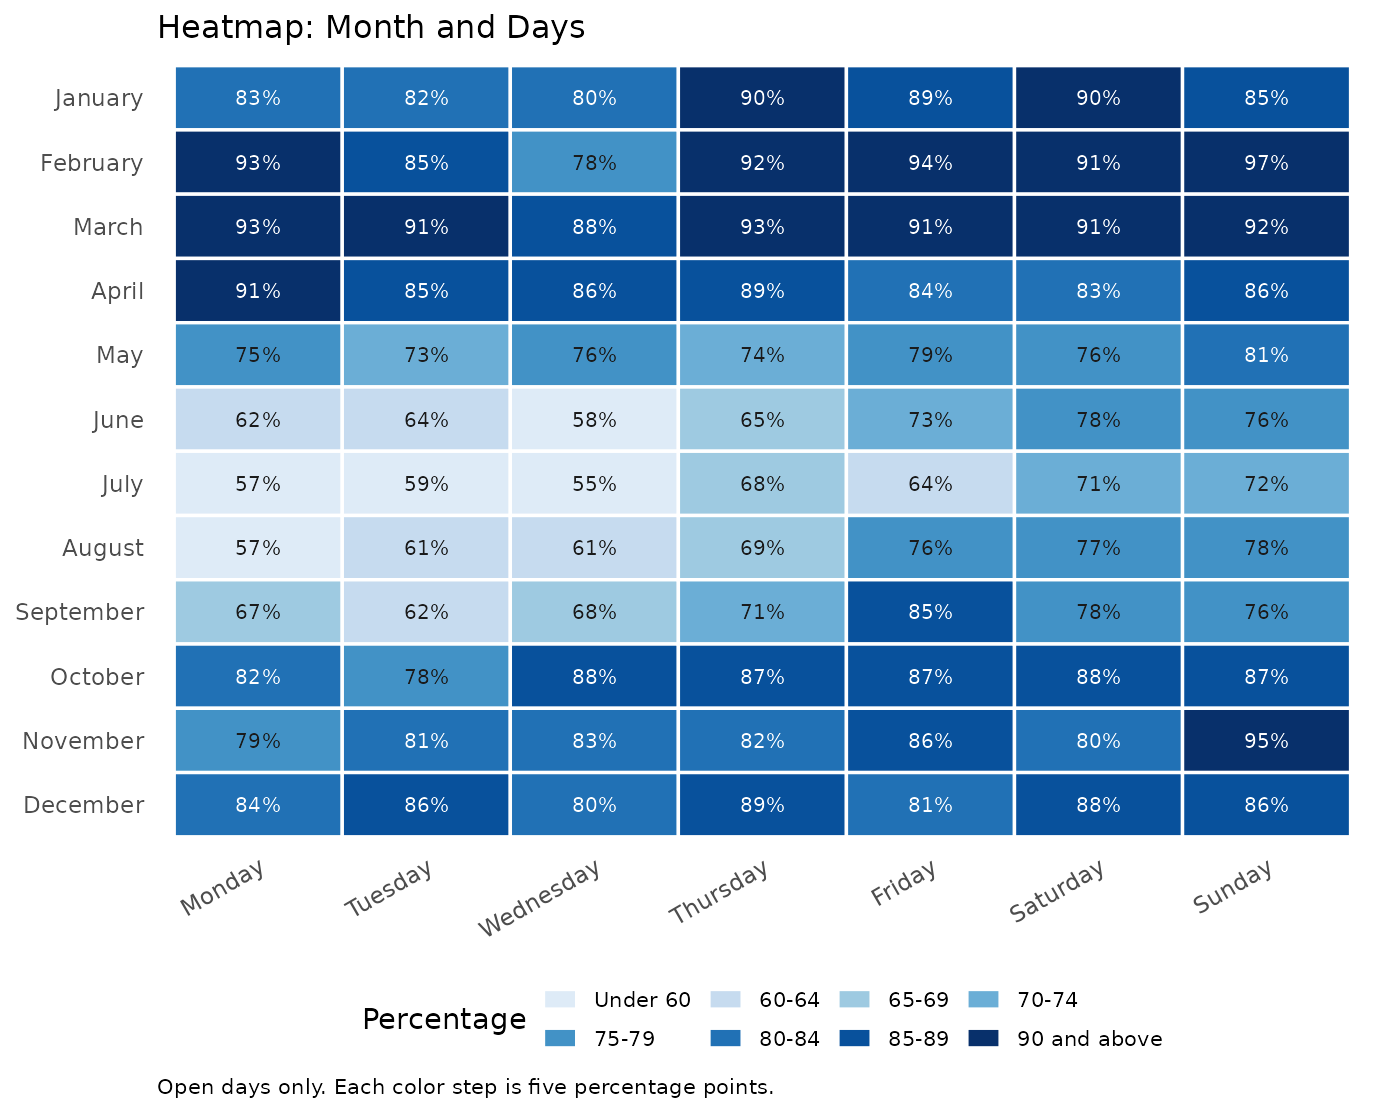 Heatmap: Month and Days
January 83% 82% 80% 90% 89% 90% 85%
February 93% 85% 78% 92% 94% 91% 97%
March 93% 91% 88% 93% 91% 91% 92%
April 91% 85% 86% 89% 84% 83% 86%
May 75% 73% 76% 74% 79% 76% 81%
June 62% 64% 58% 65% 73% 78% 76%
July 57% 59% 55% 68% 64% 71% 72%
August 57% 61% 61% 69% 76% 77% 78%
September 67% 62% 68% 71% 85% 78% 76%
October 82% 78% 88% 87% 87% 88% 87%
November 79% 81% 83% 82% 86% 80% 95%
December 84% 86% 80% 89% 81% 88% 86%
Monday Tuesday Wednesday Thursday Friday Saturday Sunday
Percentage
Under 60 60-64 65-69 70-74
75-79 80-84 85-89 90 and above
Open days only. Each color step is five percentage points.